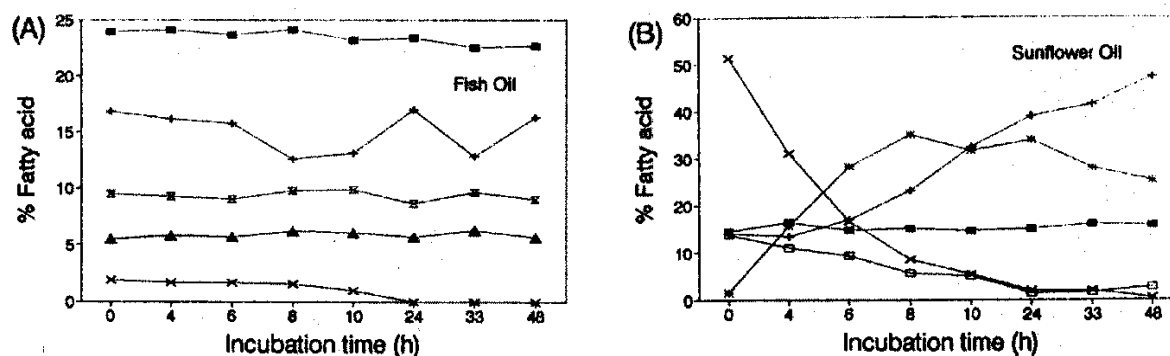 (A)
25
20
15
10
5
0
% Fatty acid
Fish Oil
0 4 6 8 10 24 33 48
Incubation time (h)
(B)
60
50
40
30
20
10
0
% Fatty acid
Sunflower Oil
0 4 6 8 10 24 33 48
Incubation time (h)